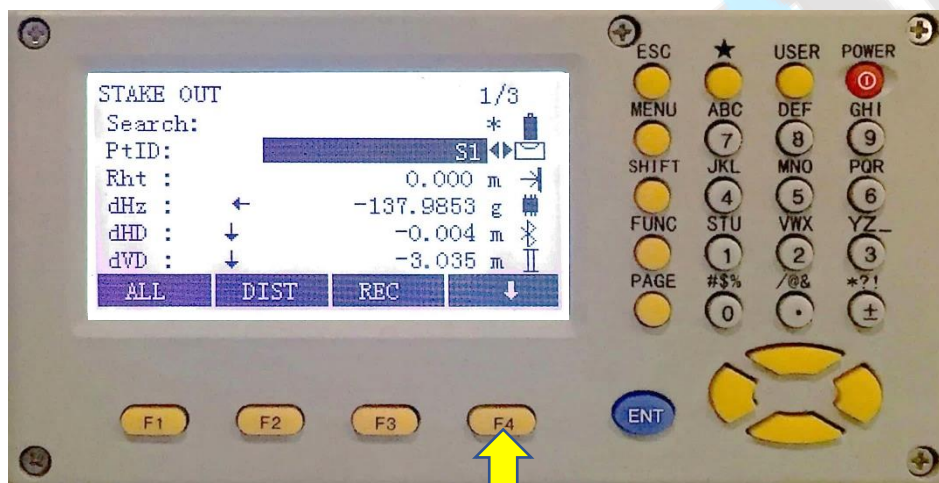 STAKE OUT 1/3
Search: *
PtID: S1
Rht : 0.000 m
dHz : ← -137.9853 g
dHD : ↓ -0.004 m
dVD : ↓ -3.035 m
ALL DIST REC ↓
F1 F2 F3 F4
ESC ★ USER POWER
MENU ABC DEF GHI
7 8 9
SHIFT JKL MNO PQR
4 5 6
FUNC STU VWX YZ_
1 2 3
PAGE #$% /@& *?!
0 . ±
ENT